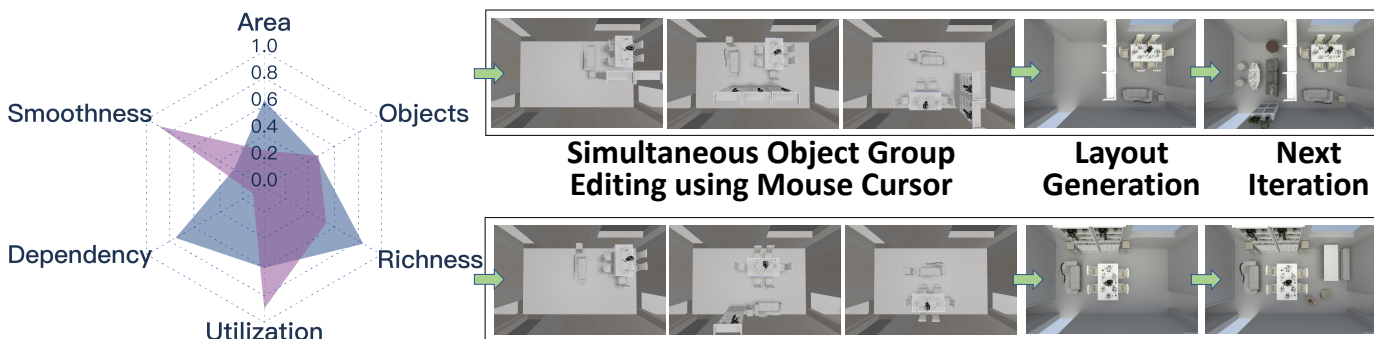 Area
1.0
0.8
0.6
0.4
0.2
0.0
Smoothness
Objects
Dependency
Richness
Utilization
Simultaneous Object Group
Editing using Mouse Cursor
Layout
Generation
Next
Iteration